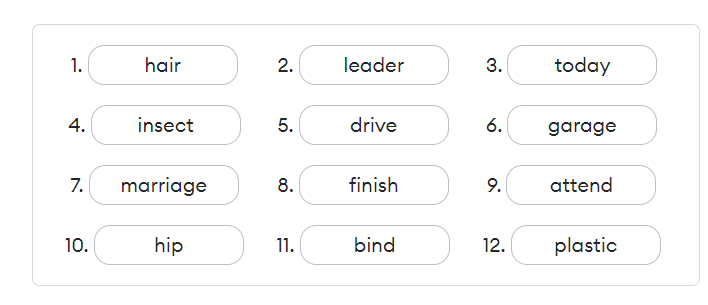 1. hair 2. leader 3. today
4. insect 5. drive 6. garage
7. marriage 8. finish 9. attend
10. hip 11. bind 12. plastic